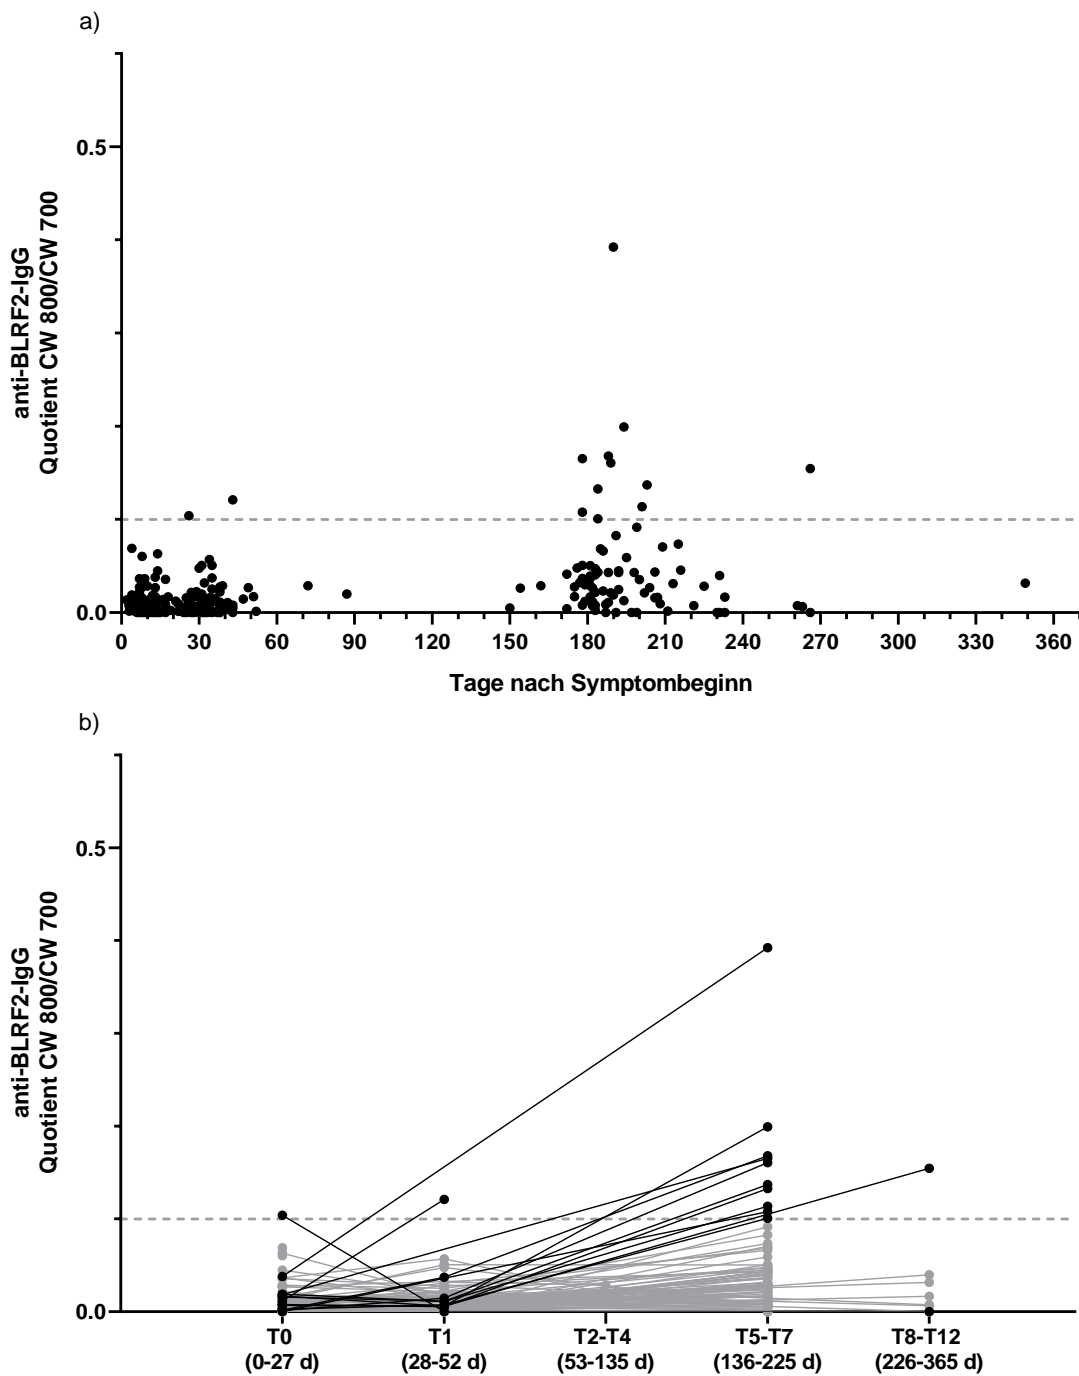 a)
anti-BLRF2-IgG
Quotient CW 800/CW 700
0.5
0.0
0 30 60 90 120 150 180 210 240 270 300 330 360
Tage nach Symptombeginn
b)
anti-BLRF2-IgG
Quotient CW 800/CW 700
0.5
0.0
T0 T1 T2-T4 T5-T7 T8-T12
(0-27 d) (28-52 d) (53-135 d) (136-225 d) (226-365 d)